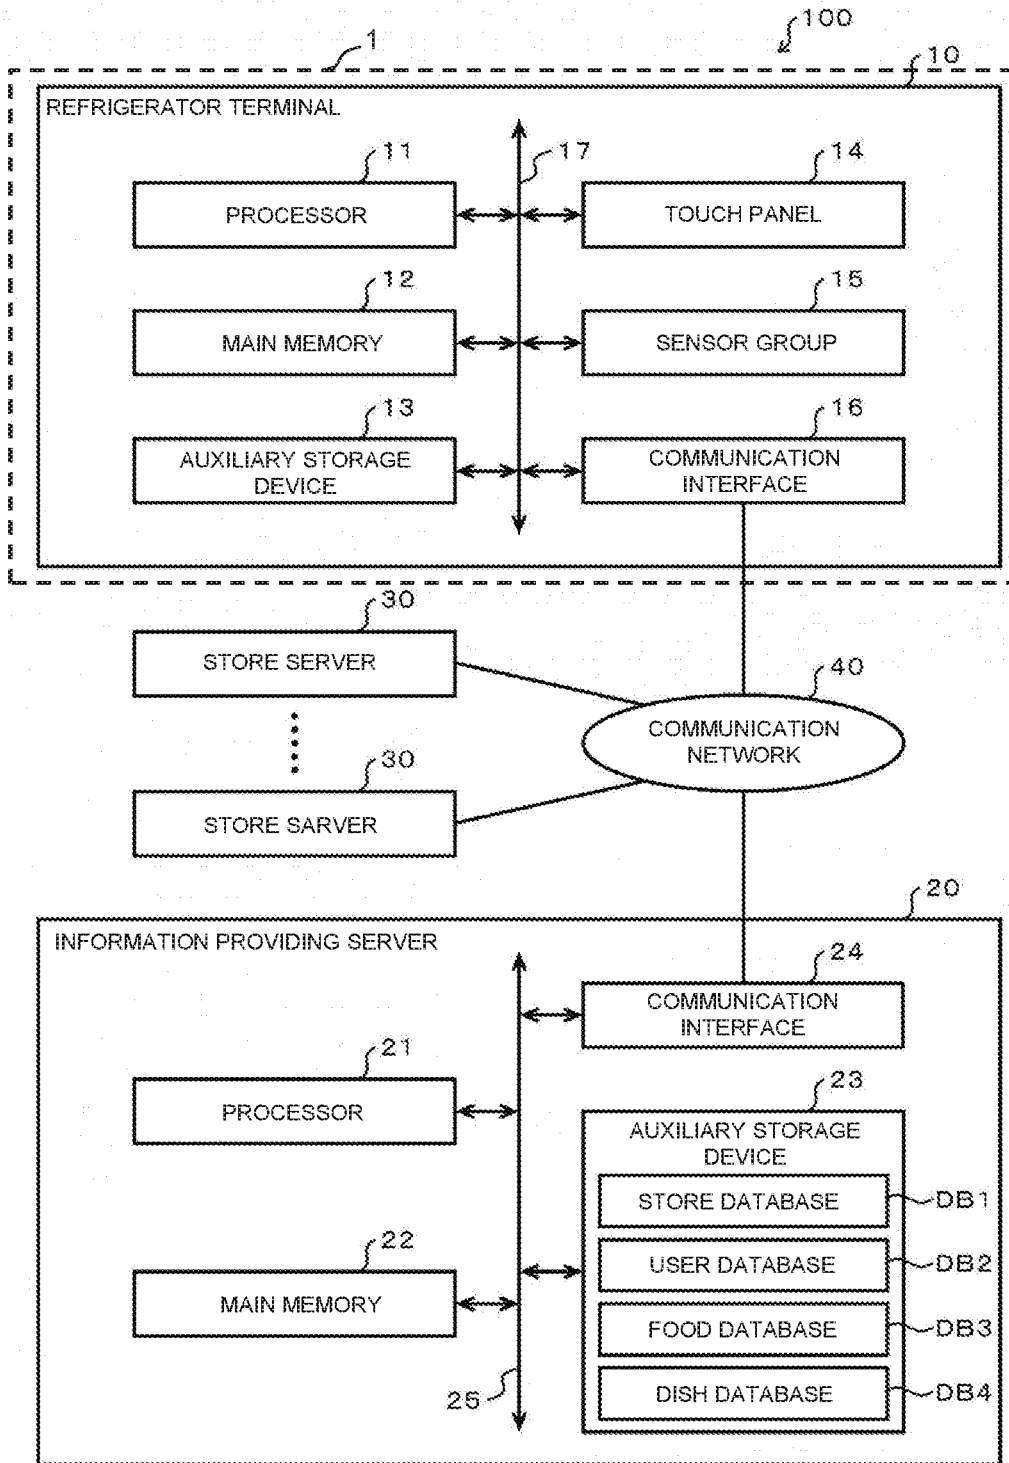 100
1
10
REFRIGERATOR TERMINAL
11
17
14
PROCESSOR
TOUCH PANEL
12
15
MAIN MEMORY
SENSOR GROUP
13
16
AUXILIARY STORAGE
DEVICE
COMMUNICATION
INTERFACE
30
STORE SERVER
40
COMMUNICATION
NETWORK
30
STORE SARVER
20
INFORMATION PROVIDING SERVER
24
COMMUNICATION
INTERFACE
21
PROCESSOR
23
AUXILIARY STORAGE
DEVICE
STORE DATABASE
DB1
22
USER DATABASE
DB2
MAIN MEMORY
FOOD DATABASE
DB3
25
DISH DATABASE
DB4